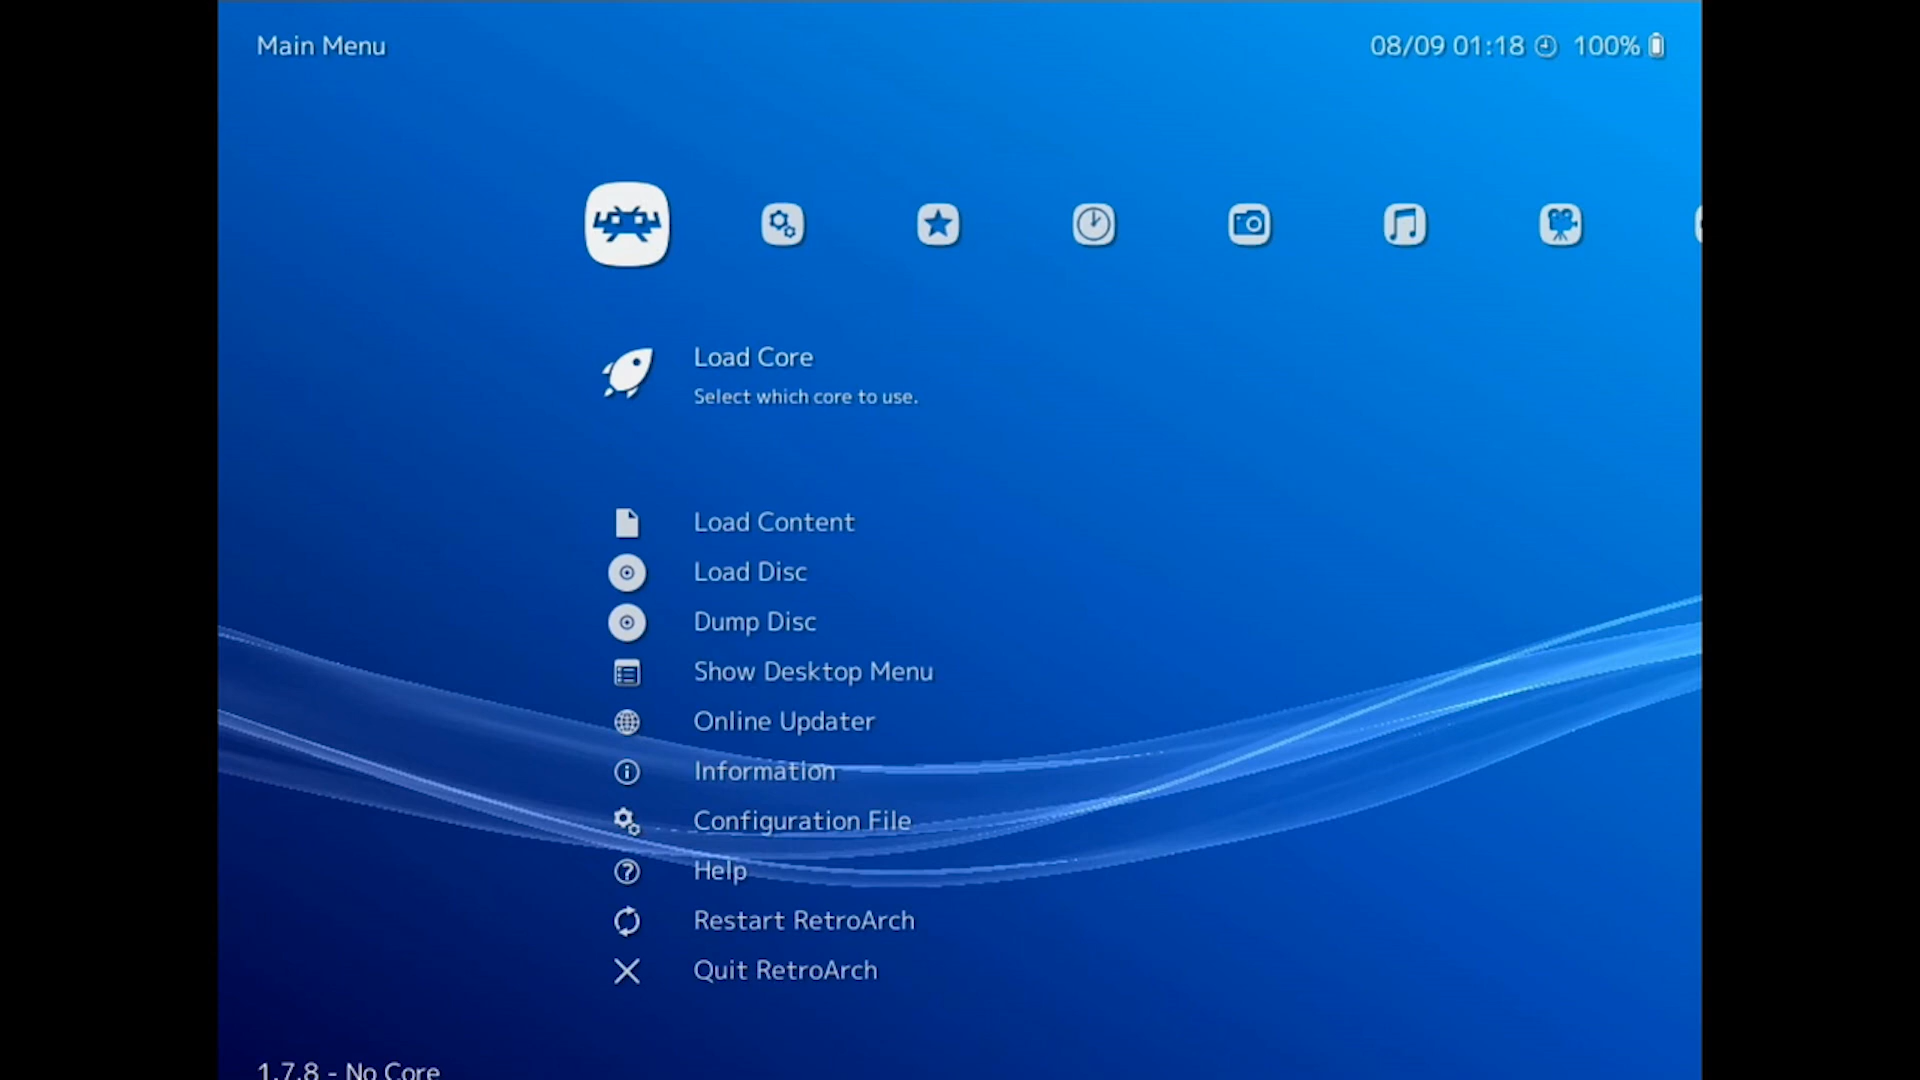 Main Menu
08/09 01:18 100%
Load Core
Select which core to use.
Load Content
Load Disc
Dump Disc
Show Desktop Menu
Online Updater
Information
Configuration File
Help
Restart RetroArch
Quit RetroArch
1.7.8 - No Core